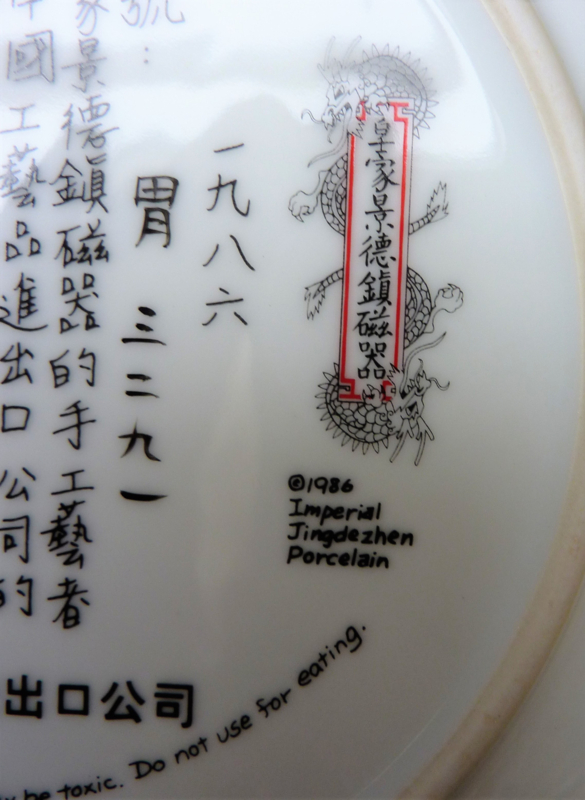 皇家景德鎮磁器
一九八六
號：胃 三二九一
家景德鎮磁器的手工藝者
中國工藝品進出口公司的
©1986
Imperial
Jingdezhen
Porcelain
出口公司
be toxic. Do not use for eating.